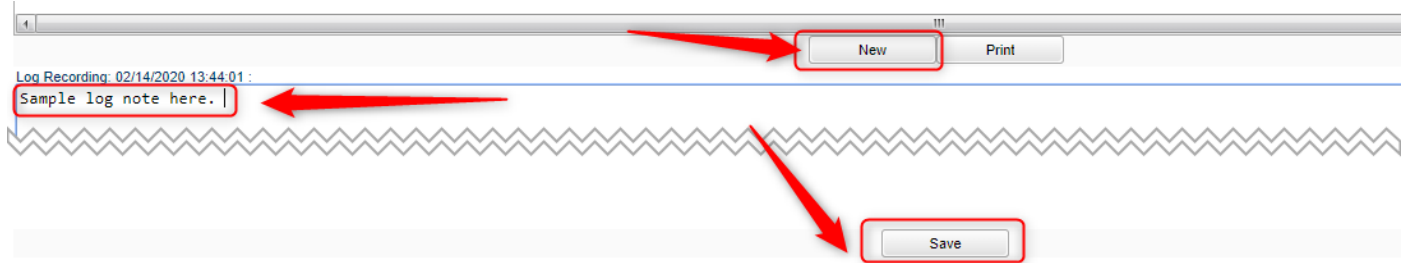 New Print
Log Recording: 02/14/2020 13:44:01 :
Sample log note here.
Save